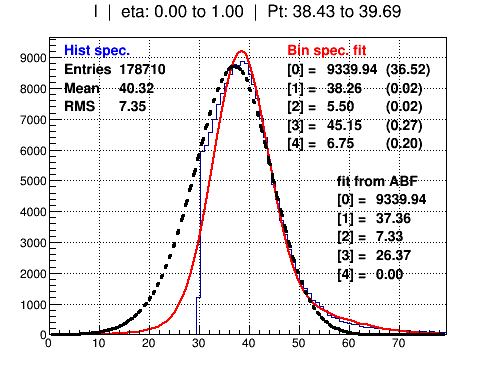 I | eta: 0.00 to 1.00 | Pt: 38.43 to 39.69
Hist spec.
Entries 178710
Mean 40.32
RMS 7.35
Bin spec. fit
[0] = 9339.94 (36.52)
[1] = 38.26 (0.02)
[2] = 5.50 (0.02)
[3] = 45.15 (0.27)
[4] = 6.75 (0.20)
fit from ABF
[0] = 9339.94
[1] = 37.36
[2] = 7.33
[3] = 26.37
[4] = 0.00
9000
8000
7000
6000
5000
4000
3000
2000
1000
0
0 10 20 30 40 50 60 70